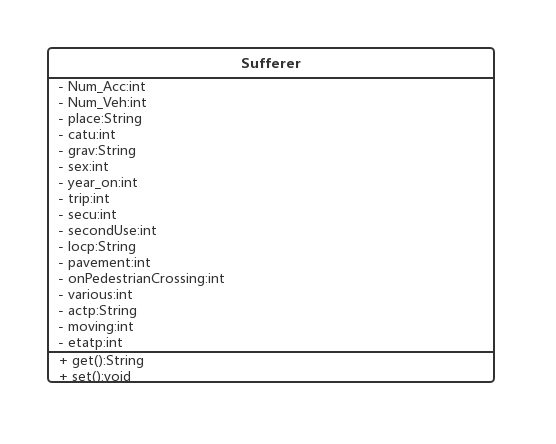 Sufferer
- Num_Acc:int
- Num_Veh:int
- place:String
- catu:int
- grav:String
- sex:int
- year_on:int
- trip:int
- secu:int
- secondUse:int
- locp:String
- pavement:int
- onPedestrianCrossing:int
- various:int
- actp:String
- moving:int
- etatp:int
+ get():String
+ set():void